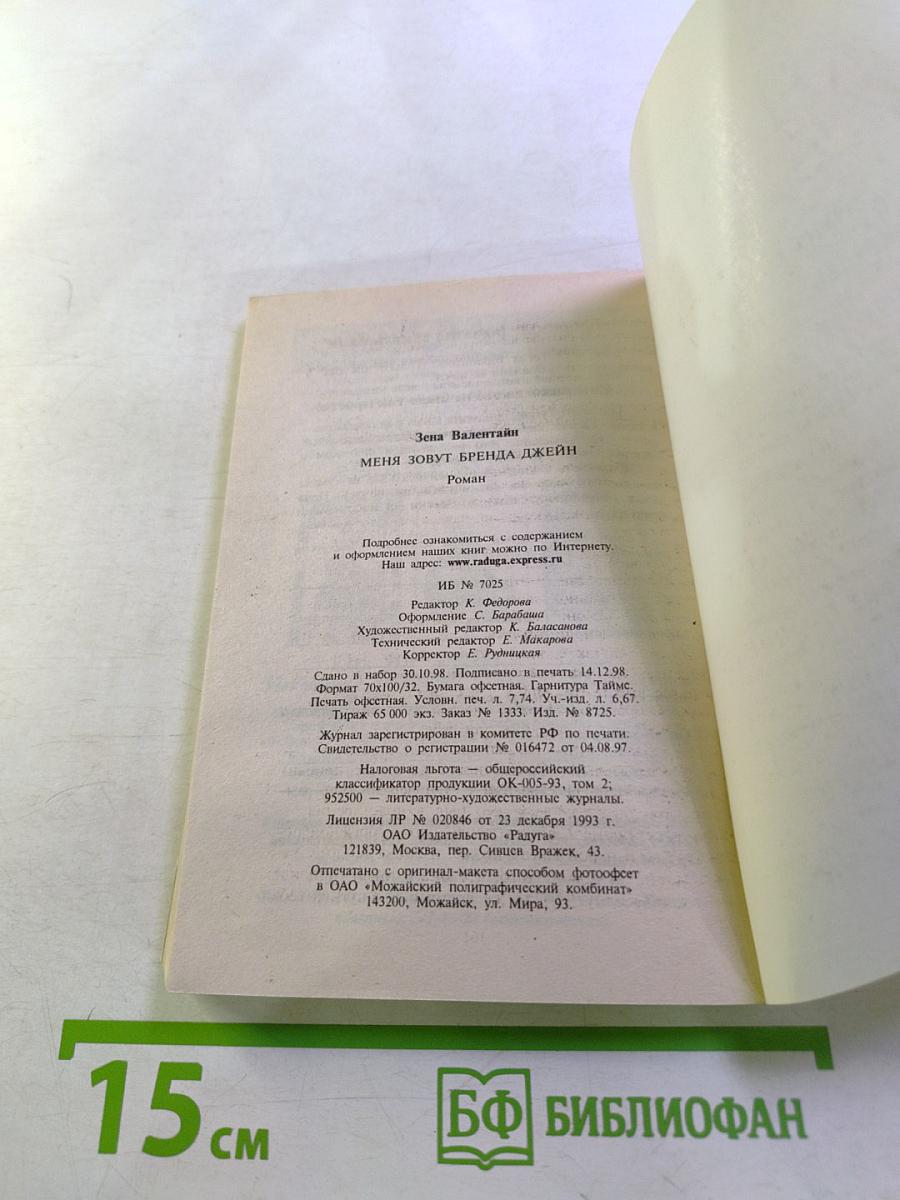 Зена Валентайн
МЕНЯ ЗОВУТ БРЕНДА ДЖЕЙН
Роман
Подробнее ознакомиться с содержанием
и оформлением наших книг можно по Интернету.
Наш адрес: www.raduga.express.ru
ИБ № 7025
Редактор К. Федорова
Оформление С. Барабаша
Художественный редактор К. Баласанова
Технический редактор Е. Макарова
Корректор Е. Рудницкая
Сдано в набор 30.10.98. Подписано в печать 14.12.98.
Формат 70х100/32. Бумага офсетная. Гарнитура Таймс.
Печать офсетная. Условн. печ. л. 7,74. Уч.-изд. л. 6,67.
Тираж 65 000 экз. Заказ № 1333. Изд. № 8725.
Журнал зарегистрирован в комитете РФ по печати.
Свидетельство о регистрации № 016472 от 04.08.97.
Налоговая льгота — общероссийский
классификатор продукции ОК-005-93, том 2;
952500 — литературно-художественные журналы.
Лицензия ЛР № 020846 от 23 декабря 1993 г.
ОАО Издательство «Радуга»
121839, Москва, пер. Сивцев Вражек, 43.
Отпечатано с оригинал-макета способом фотоофсет
в ОАО «Можайский полиграфический комбинат»
143200, Можайск, ул. Мира, 93.
15 см
БФ БИБЛИОФАН